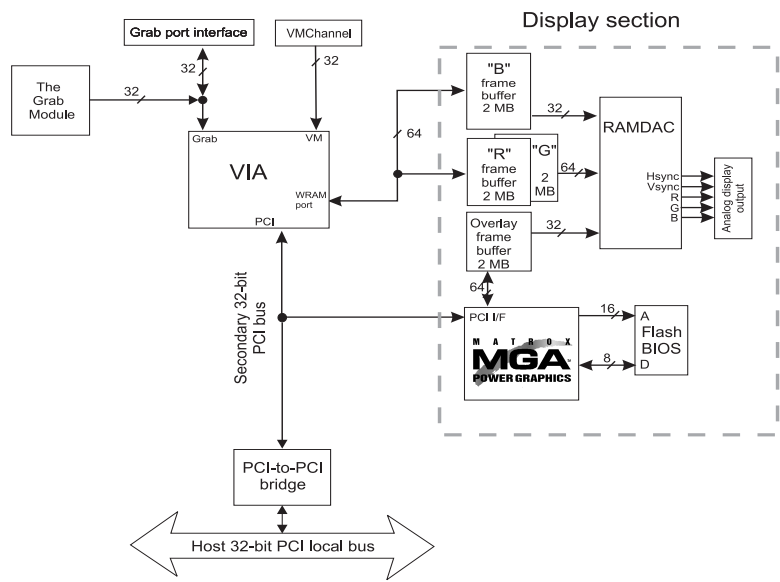 Display section
Grab port interface
VMChannel
32
32
The
Grab
Module
32
Grab
VM
VIA
WRAM
port
PCI
64
"B"
frame
buffer
2 MB
32
"R"
frame
buffer
2 MB
"G"
2
MB
64
Overlay
frame
buffer
2 MB
32
64
RAMDAC
Hsync
Vsync
R
G
B
Analog display
output
PCI I/F
MATROX
MGA™
POWER GRAPHICS
16
8
A
Flash
BIOS
D
Secondary 32-bit
PCI bus
PCI-to-PCI
bridge
Host 32-bit PCI local bus